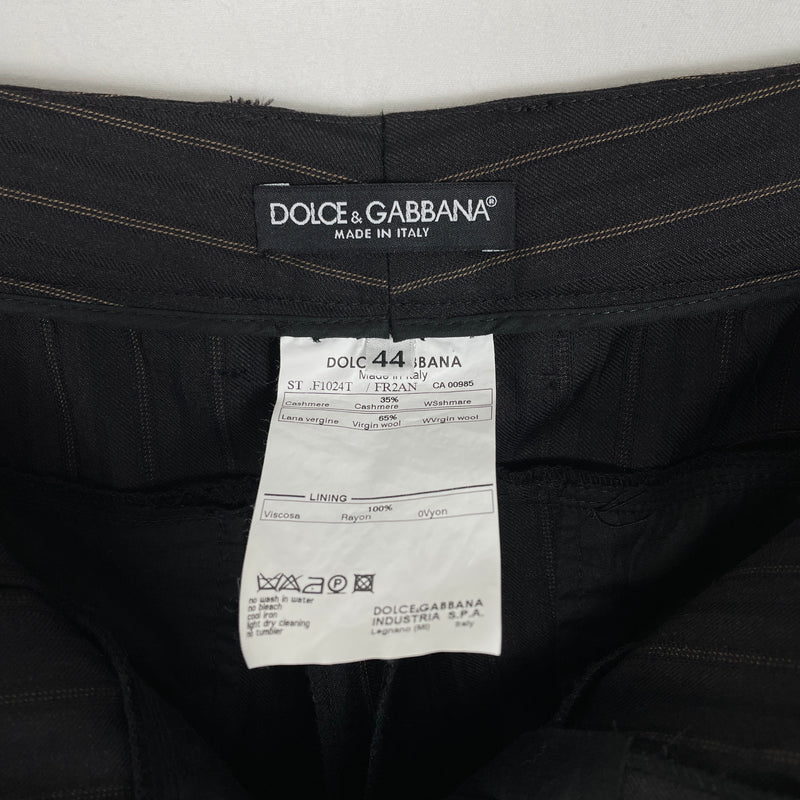 DOLCE & GABBANA®
MADE IN ITALY
44
Made in Italy
ST .F1024T / FR2AN CA 00985
35%
Cashmere Cashmere WSshmare
65%
Lana vergine Virgin wool WVrgin wool
LINING
100%
Viscosa Rayon 0Vyon
P
no wash in water
no bleach
cool iron
light dry cleaning
no tumbler
DOLCE&GABBANA
INDUSTRIA S.P.A.
Legnano (MI) Italy